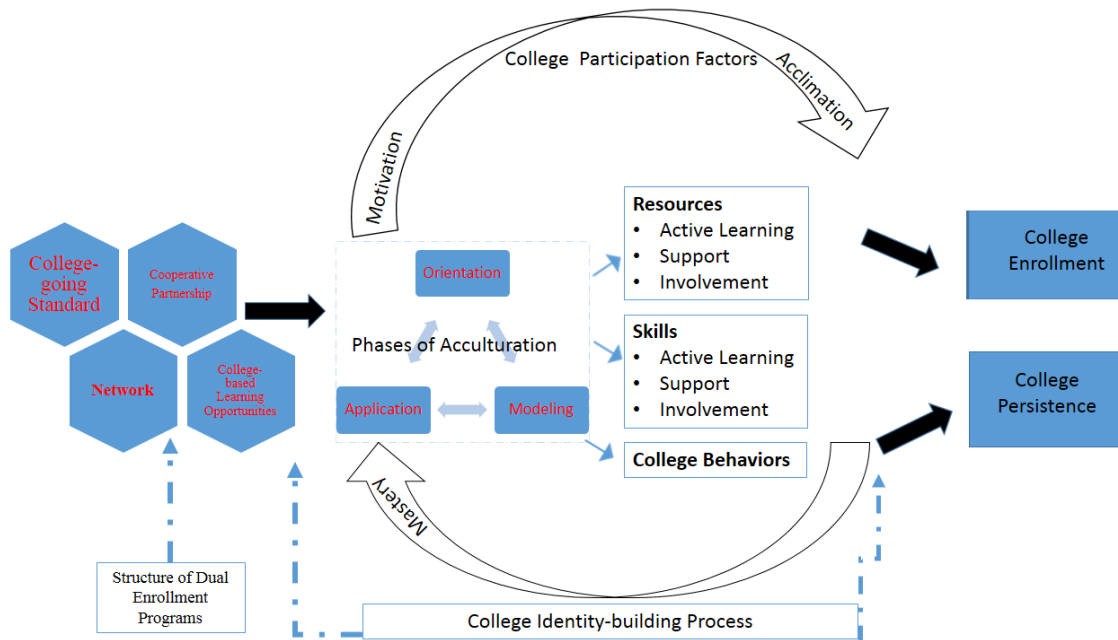 College Participation Factors
Motivation
Acclimation
College-
going
Standard
Cooperative
Partnership
Network
College-
based
Learning
Opportunities
Orientation
Phases of Acculturation
Application
Modeling
Resources
• Active Learning
• Support
• Involvement
Skills
• Active Learning
• Support
• Involvement
College Behaviors
College
Enrollment
College
Persistence
Mastery
Structure of Dual
Enrollment
Programs
College Identity-building Process